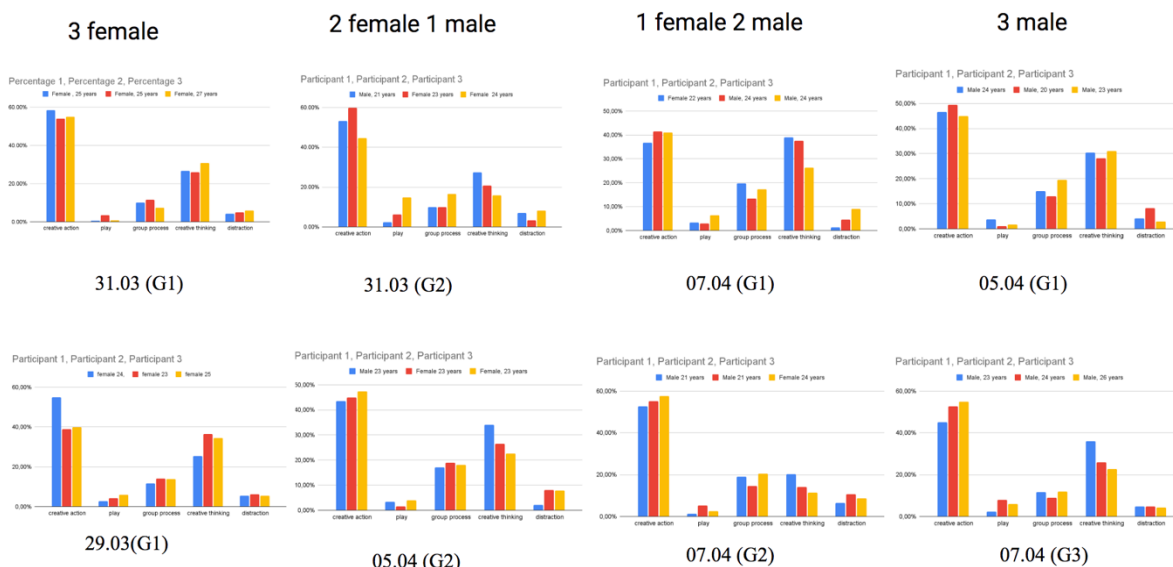 3 female
2 female 1 male
1 female 2 male
3 male
Percentage 1, Percentage 2, Percentage 3
Female , 25 years Female, 25 years Female, 27 years
60.00%
40.00%
20.00%
0.00%
creative action play group process creative thinking distraction
31.03 (G1)
Participant 1, Participant 2, Participant 3
Male, 21 years Female 23 years Female 24 years
60.00%
40.00%
20.00%
0.00%
creative action play group process creative thinking distraction
31.03 (G2)
Participant 1, Participant 2, Participant 3
Female 22 years Male, 24 years Male, 24 years
50,00%
40,00%
30,00%
20,00%
10,00%
0,00%
creative action play group process creative thinking distraction
07.04 (G1)
Participant 1, Participant 2, Participant 3
Male 24 years Male, 20 years Male, 23 years
50,00%
40,00%
30,00%
20,00%
10,00%
0,00%
creative action play group process creative thinking distraction
05.04 (G1)
Participant 1, Participant 2, Participant 3
female 24, female 23 female 25
60,00%
40,00%
20,00%
0,00%
creative action play group process creative thinking distraction
29.03(G1)
Participant 1, Participant 2, Participant 3
Male 23 years Female 23 years Female, 23 years
50,00%
40,00%
30,00%
20,00%
10,00%
0,00%
creative action play group process creative thinking distraction
05.04 (G2)
Participant 1, Participant 2, Participant 3
Male 21 years Male 21 years Female 24 years
60,00%
40,00%
20,00%
0,00%
creative action play group process creative thinking distraction
07.04 (G2)
Participant 1, Participant 2, Participant 3
Male, 23 years Male, 24 years Male, 26 years
60,00%
40,00%
20,00%
0,00%
creative action play group process creative thinking distraction
07.04 (G3)